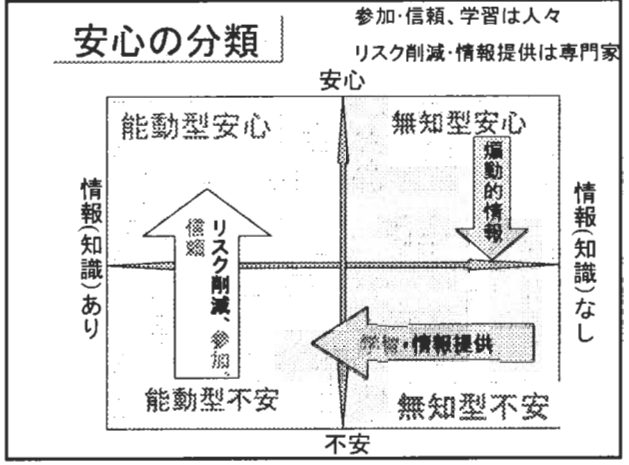 安心の分類
参加・信頼、学習は人々
リスク削減・情報提供は専門家
安心
能動型安心
無知型安心
煽動的情報
情報(知識)あり
情報(知識)なし
リスク削減、参加、
信頼
学習・情報提供
能動型不安
無知型不安
不安